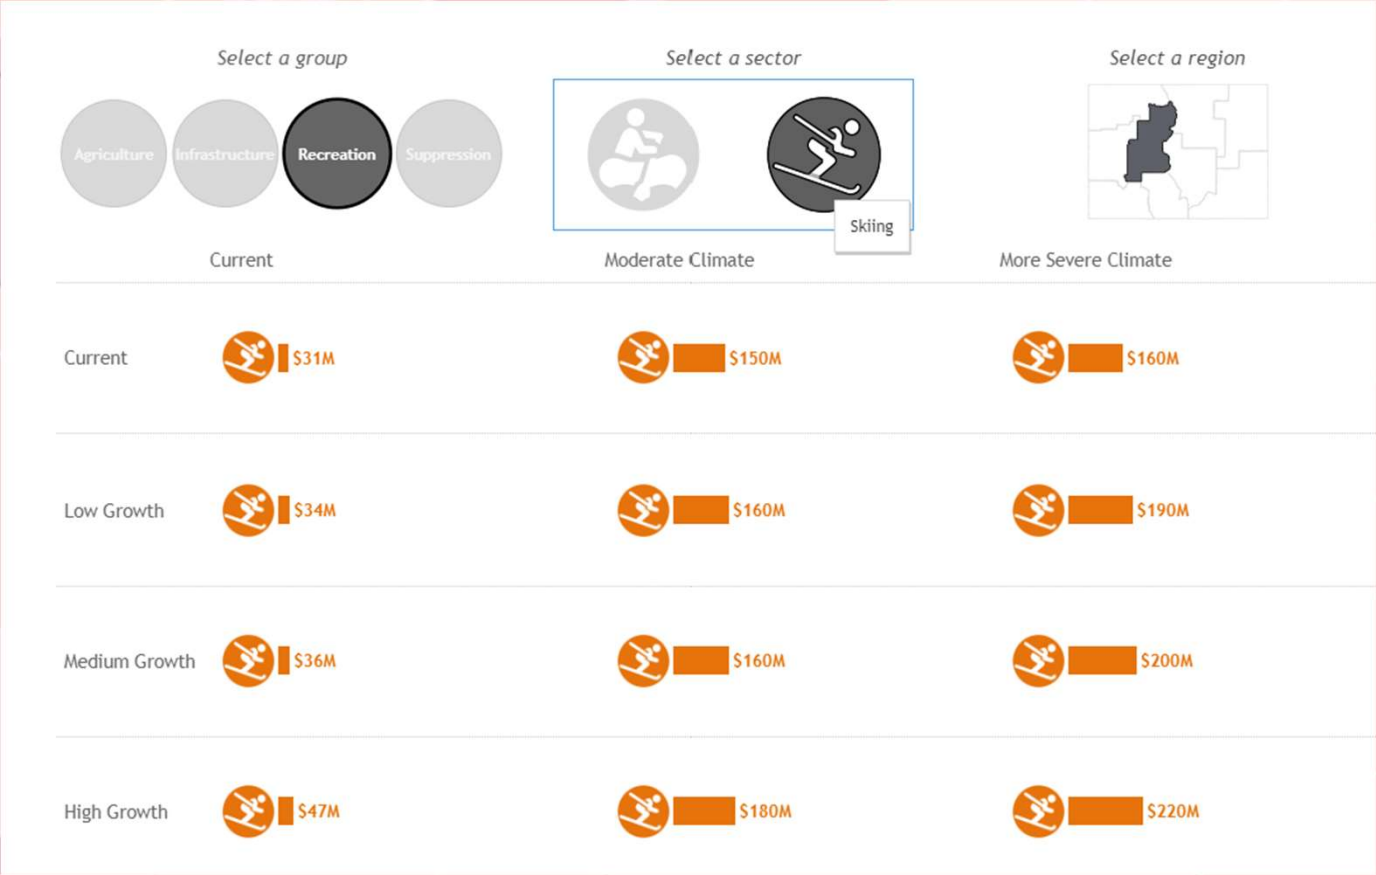 Select a group
Select a sector
Select a region
Agriculture
Infrastructure
Recreation
Suppression
Skiing
Current
Moderate Climate
More Severe Climate
Current
$31M
$150M
$160M
Low Growth
$34M
$160M
$190M
Medium Growth
$36M
$160M
$200M
High Growth
$47M
$180M
$220M